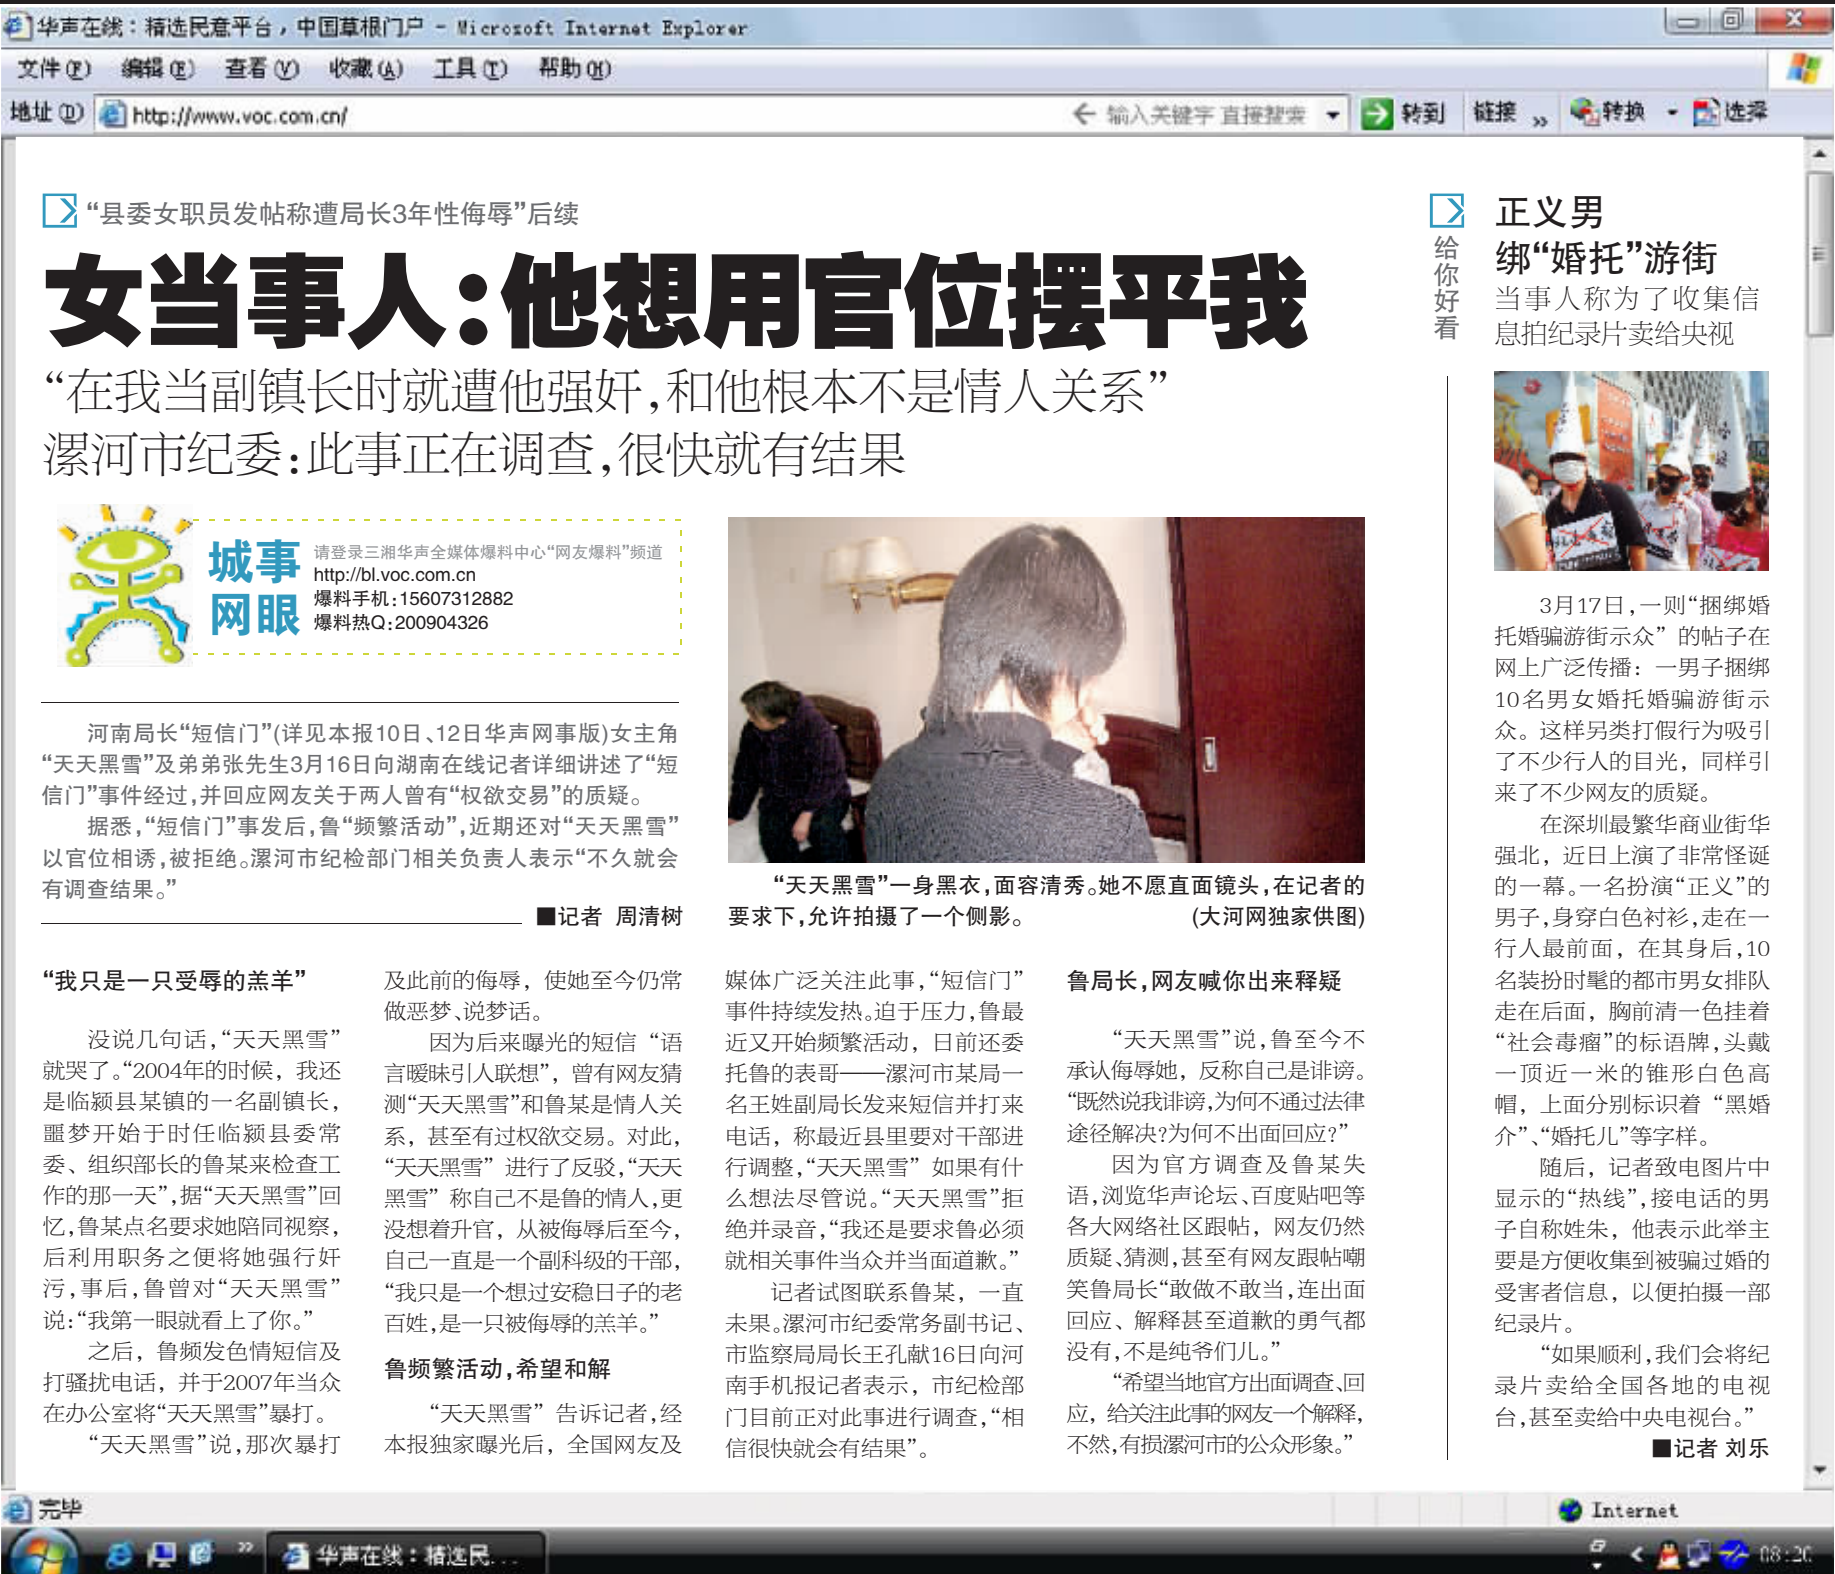 华声在线：精选民意平台，中国草根门户 - Microsoft Internet Explorer
文件(F) 编辑(E) 查看(V) 收藏(A) 工具(T) 帮助(H)
地址(D) http://www.voc.com.cn/ 输入关键字 直接搜索 转到 链接 » 转换 选择
“县委女职员发帖称遭局长3年性侮辱”后续
女当事人：他想用官位摆平我
“在我当副镇长时就遭他强奸，和他根本不是情人关系”
漯河市纪委：此事正在调查，很快就有结果
城事
网眼
请登录三湘华声全媒体爆料中心“网友爆料”频道
http://bl.voc.com.cn
爆料手机：15607312882
爆料热Q：200904326
河南局长“短信门”(详见本报10日、12日华声网事版)女主角
“天天黑雪”及弟弟张先生3月16日向湖南在线记者详细讲述了“短
信门”事件经过，并回应网友关于两人曾有“权欲交易”的质疑。
据悉，“短信门”事发后，鲁“频繁活动”，近期还对“天天黑雪”
以官位相诱，被拒绝。漯河市纪检部门相关负责人表示“不久就会
有调查结果。”
■记者 周清树
“天天黑雪”一身黑衣，面容清秀。她不愿直面镜头，在记者的
要求下，允许拍摄了一个侧影。 (大河网独家供图)
“我只是一只受辱的羔羊”
没说几句话，“天天黑雪”
就哭了。“2004年的时候，我还
是临颍县某镇的一名副镇长，
噩梦开始于时任临颍县委常
委、组织部长的鲁某来检查工
作的那一天”，据“天天黑雪”回
忆，鲁某点名要求她陪同视察，
后利用职务之便将她强行奸
污，事后，鲁曾对“天天黑雪”
说：“我第一眼就看上了你。”
之后，鲁频发色情短信及
打骚扰电话，并于2007年当众
在办公室将“天天黑雪”暴打。
“天天黑雪”说，那次暴打
及此前的侮辱，使她至今仍常
做恶梦、说梦话。
因为后来曝光的短信“语
言暧昧引人联想”，曾有网友猜
测“天天黑雪”和鲁某是情人关
系，甚至有过权欲交易。对此，
“天天黑雪”进行了反驳，“天天
黑雪”称自己不是鲁的情人，更
没想着升官，从被侮辱后至今，
自己一直是一个副科级的干部，
“我只是一个想过安稳日子的老
百姓，是一只被侮辱的羔羊。”
鲁频繁活动，希望和解
“天天黑雪”告诉记者，经
本报独家曝光后，全国网友及
媒体广泛关注此事，“短信门”
事件持续发热。迫于压力，鲁最
近又开始频繁活动，日前还委
托鲁的表哥——漯河市某局一
名王姓副局长发来短信并打来
电话，称最近县里要对干部进
行调整，“天天黑雪”如果有什
么想法尽管说。“天天黑雪”拒
绝并录音，“我还是要求鲁必须
就相关事件当众并当面道歉。”
记者试图联系鲁某，一直
未果。漯河市纪委常务副书记、
市监察局局长王孔献16日向河
南手机报记者表示，市纪检部
门目前正对此事进行调查，“相
信很快就会有结果”。
鲁局长，网友喊你出来释疑
“天天黑雪”说，鲁至今不
承认侮辱她，反称自己是诽谤。
“既然说我诽谤，为何不通过法律
途径解决?为何不出面回应?”
因为官方调查及鲁某失
语，浏览华声论坛、百度贴吧等
各大网络社区跟帖，网友仍然
质疑、猜测，甚至有网友跟帖嘲
笑鲁局长“敢做不敢当，连出面
回应、解释甚至道歉的勇气都
没有，不是纯爷们儿。”
“希望当地官方出面调查、回
应，给关注此事的网友一个解释，
不然，有损漯河市的公众形象。”
给你好看
正义男
绑“婚托”游街
当事人称为了收集信
息拍纪录片卖给央视
3月17日，一则“捆绑婚
托婚骗游街示众”的帖子在
网上广泛传播：一男子捆绑
10名男女婚托婚骗游街示
众。这样另类打假行为吸引
了不少行人的目光，同样引
来了不少网友的质疑。
在深圳最繁华商业街华
强北，近日上演了非常怪诞
的一幕。一名扮演“正义”的
男子，身穿白色衬衫，走在一
行人最前面，在其身后，10
名装扮时髦的都市男女排队
走在后面，胸前清一色挂着
“社会毒瘤”的标语牌，头戴
一顶近一米的锥形白色高
帽，上面分别标识着“黑婚
介”、“婚托儿”等字样。
随后，记者致电图片中
显示的“热线”，接电话的男
子自称姓朱，他表示此举主
要是方便收集到被骗过婚的
受害者信息，以便拍摄一部
纪录片。
“如果顺利，我们会将纪
录片卖给全国各地的电视
台，甚至卖给中央电视台。”
■记者 刘乐
完毕 Internet
华声在线：精选民... 08:20